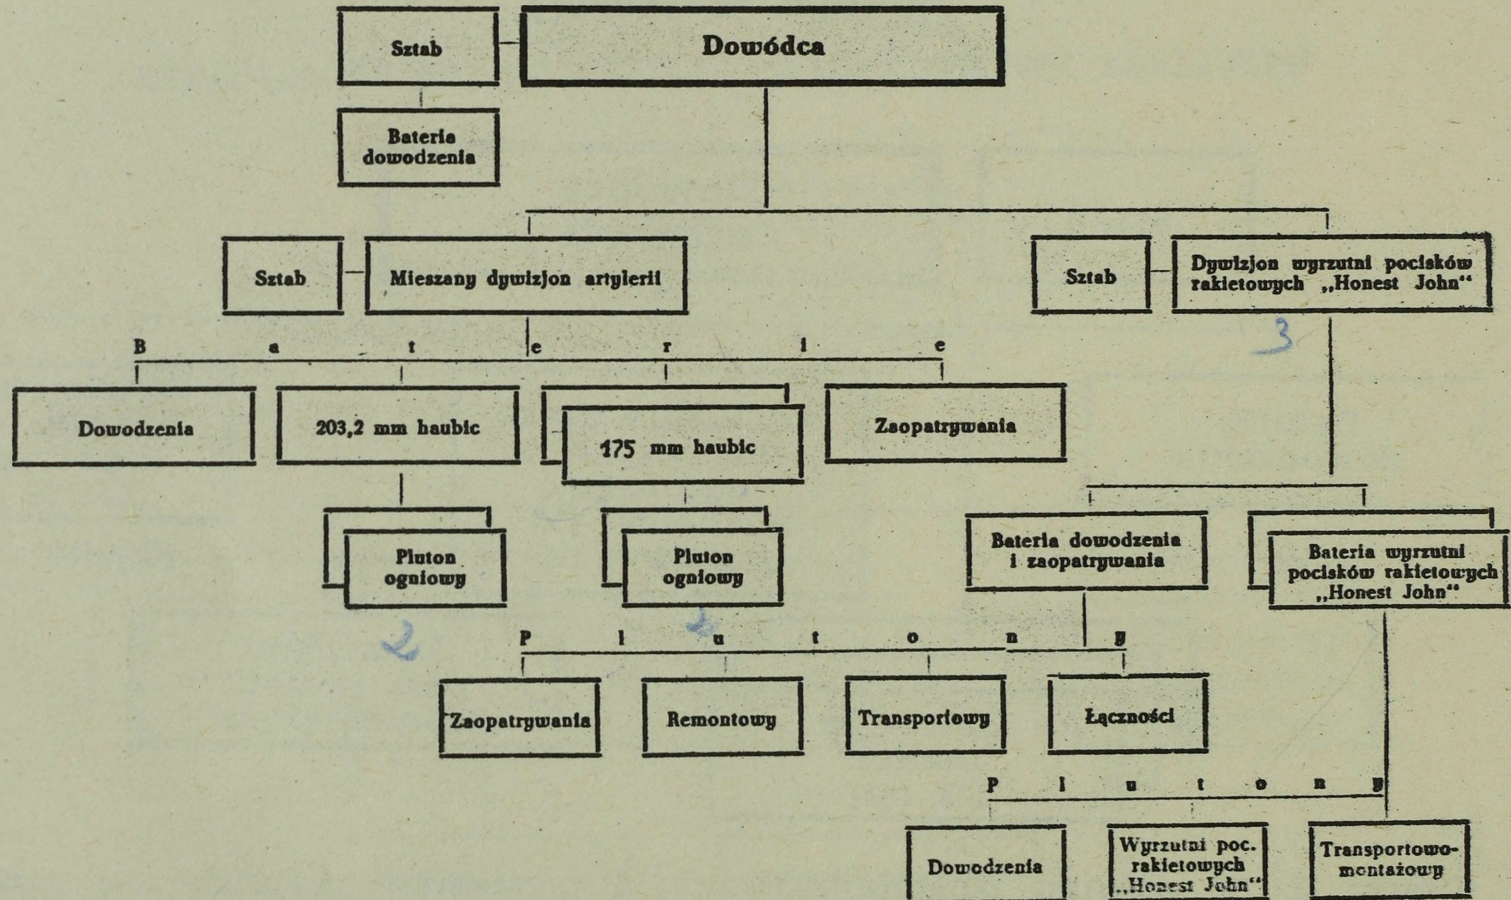 Sztab
Dowódca
Bateria
dowodzenia
Sztab
Mieszany dywizjon artylerii
Sztab
Dywizjon wyrzutni pocisków
rakietowych „Honest John“
3
B a t e r i e
Dowodzenia
203,2 mm haubic
175 mm haubic
Zaopatrywania
Pluton
ogniowy
Pluton
ogniowy
Bateria dowodzenia
i zaopatrywania
Bateria wyrzutni
pocisków rakietowych
„Honest John“
2
2
P l u t o n y
Zaopatrywania
Remontowy
Transportowy
Łączności
P l u t o n y
Dowodzenia
Wyrzutni poc.
rakietowych
„Honest John“
Transportowo-
montażowy